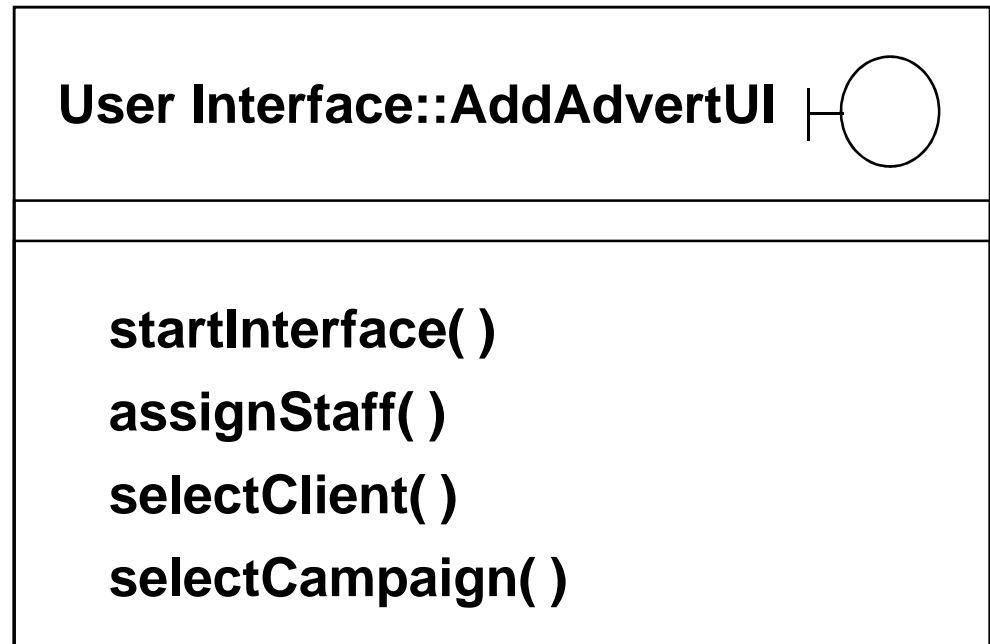 User Interface::AddAdvertUI
startInterface( )
assignStaff( )
selectClient( )
selectCampaign( )